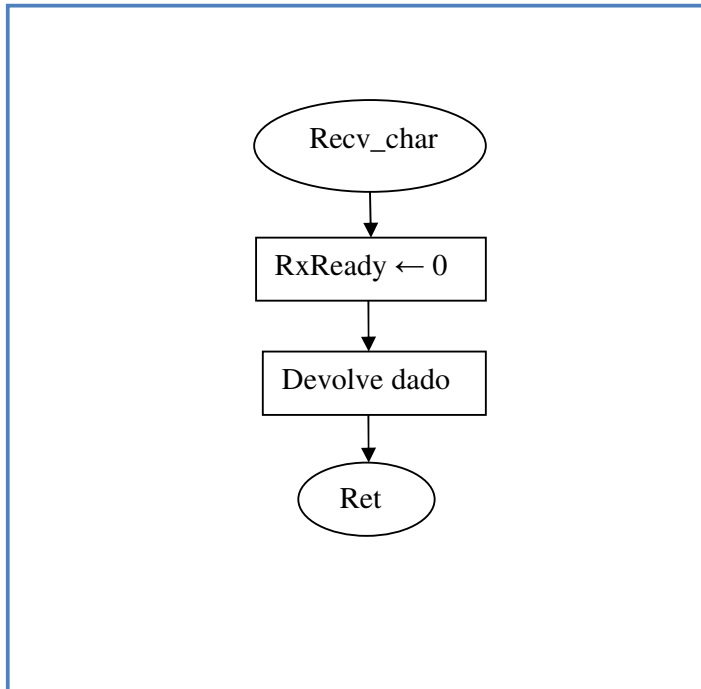 Recv_char
RxReady ← 0
Devolve dado
Ret